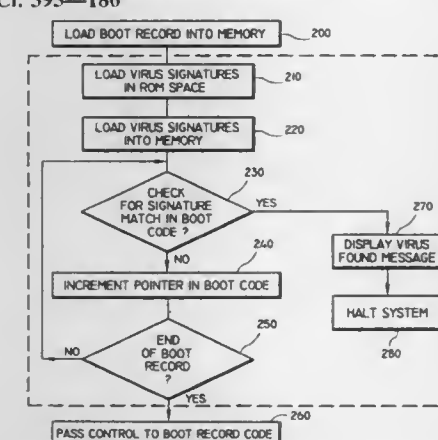 Cl. 395—186
LOAD BOOT RECORD INTO MEMORY
200
LOAD VIRUS SIGNATURES
IN ROM SPACE
210
LOAD VIRUS SIGNATURES
INTO MEMORY
220
230
CHECK
FOR SIGNATURE
MATCH IN BOOT
CODE ?
YES
270
NO
240
DISPLAY VIRUS
FOUND MESSAGE
INCREMENT POINTER IN BOOT CODE
HALT SYSTEM
280
250
NO
END
OF BOOT
RECORD
?
YES
260
PASS CONTROL TO BOOT RECORD CODE